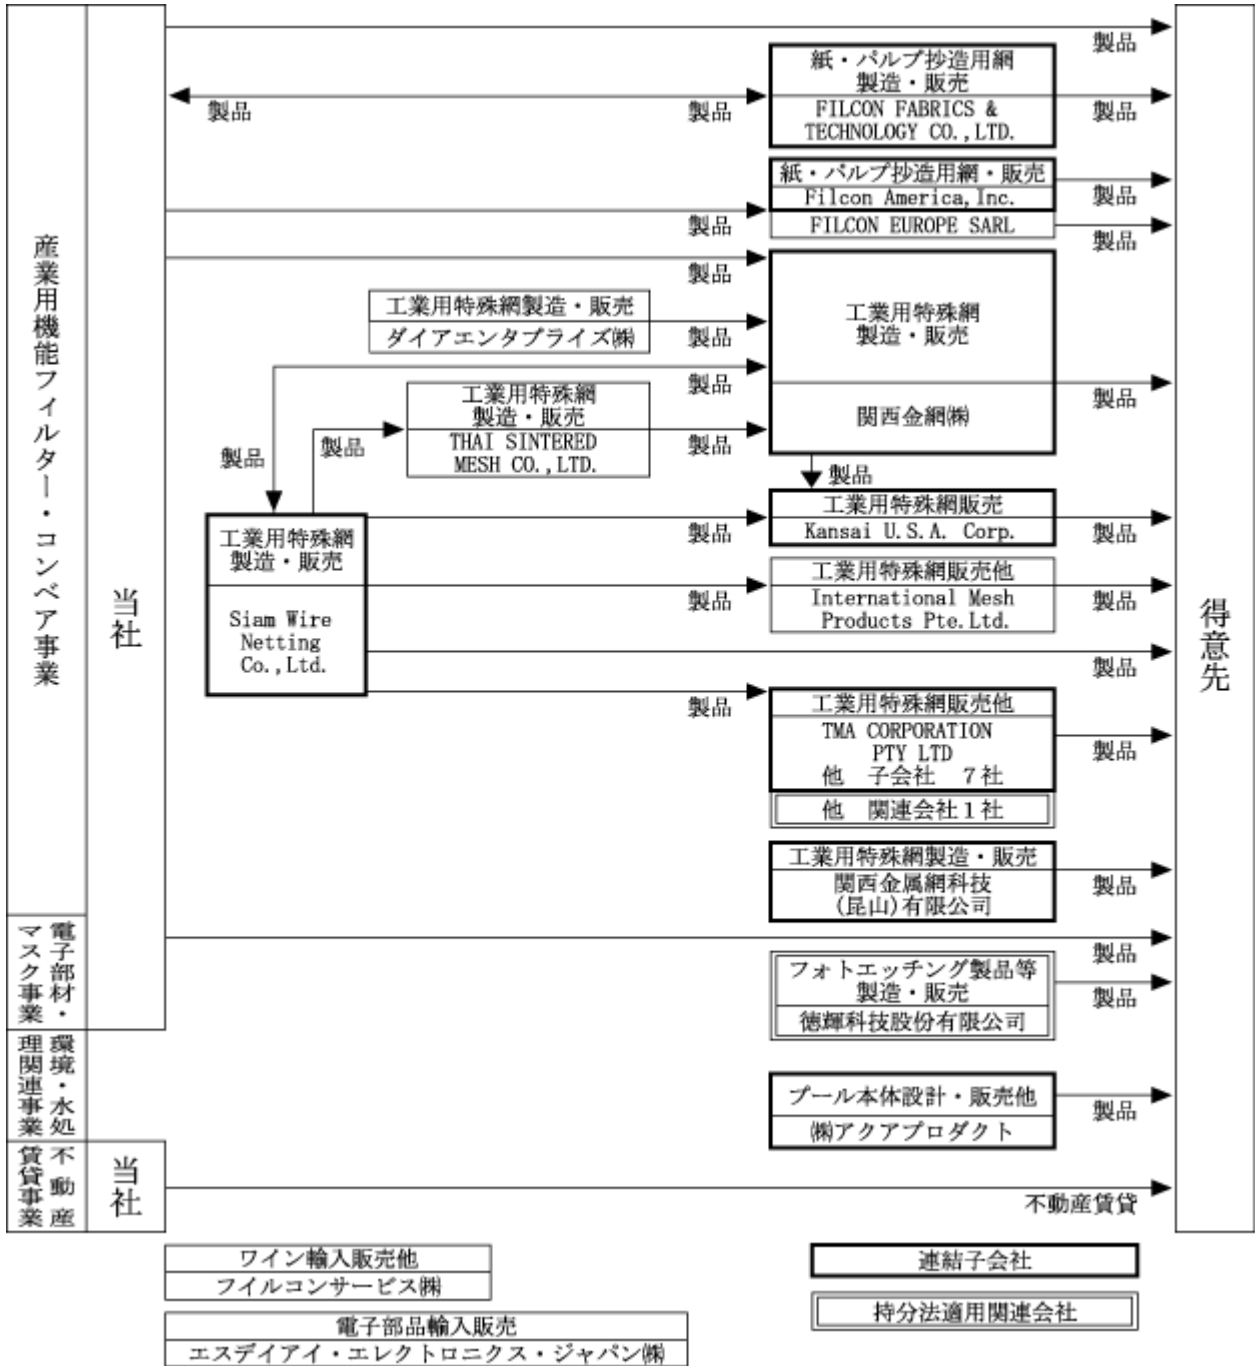 産業用機能フィルター・コンベア事業
当社
製品
紙・パルプ抄造用網
製造・販売
FILCON FABRICS &
TECHNOLOGY CO.,LTD.
製品
製品
製品
紙・パルプ抄造用網・販売
Filcon America,Inc.
FILCON EUROPE SARL
製品
製品
製品
製品
工業用特殊網
製造・販売
関西金網㈱
製品
工業用特殊網製造・販売
ダイアエンタプライズ㈱
製品
製品
製品
工業用特殊網
製造・販売
THAI SINTERED
MESH CO.,LTD.
製品
製品
製品
工業用特殊網
製造・販売
Siam Wire
Netting
Co.,Ltd.
工業用特殊網販売
Kansai U.S.A. Corp.
製品
製品
工業用特殊網販売他
International Mesh
Products Pte.Ltd.
製品
製品
製品
製品
工業用特殊網販売他
TMA CORPORATION
PTY LTD
他　子会社　７社
他　関連会社１社
製品
工業用特殊網製造・販売
関西金属網科技
(昆山)有限公司
製品
電子部材・
マスク事業
製品
フォトエッチング製品等
製造・販売
徳輝科技股份有限公司
製品
環境・水処
理関連事業
プール本体設計・販売他
㈱アクアプロダクト
製品
不動産
賃貸事業
当社
不動産賃貸
得意先
ワイン輸入販売他
フイルコンサービス㈱
電子部品輸入販売
エスデイアイ・エレクトロニクス・ジャパン㈱
連結子会社
持分法適用関連会社